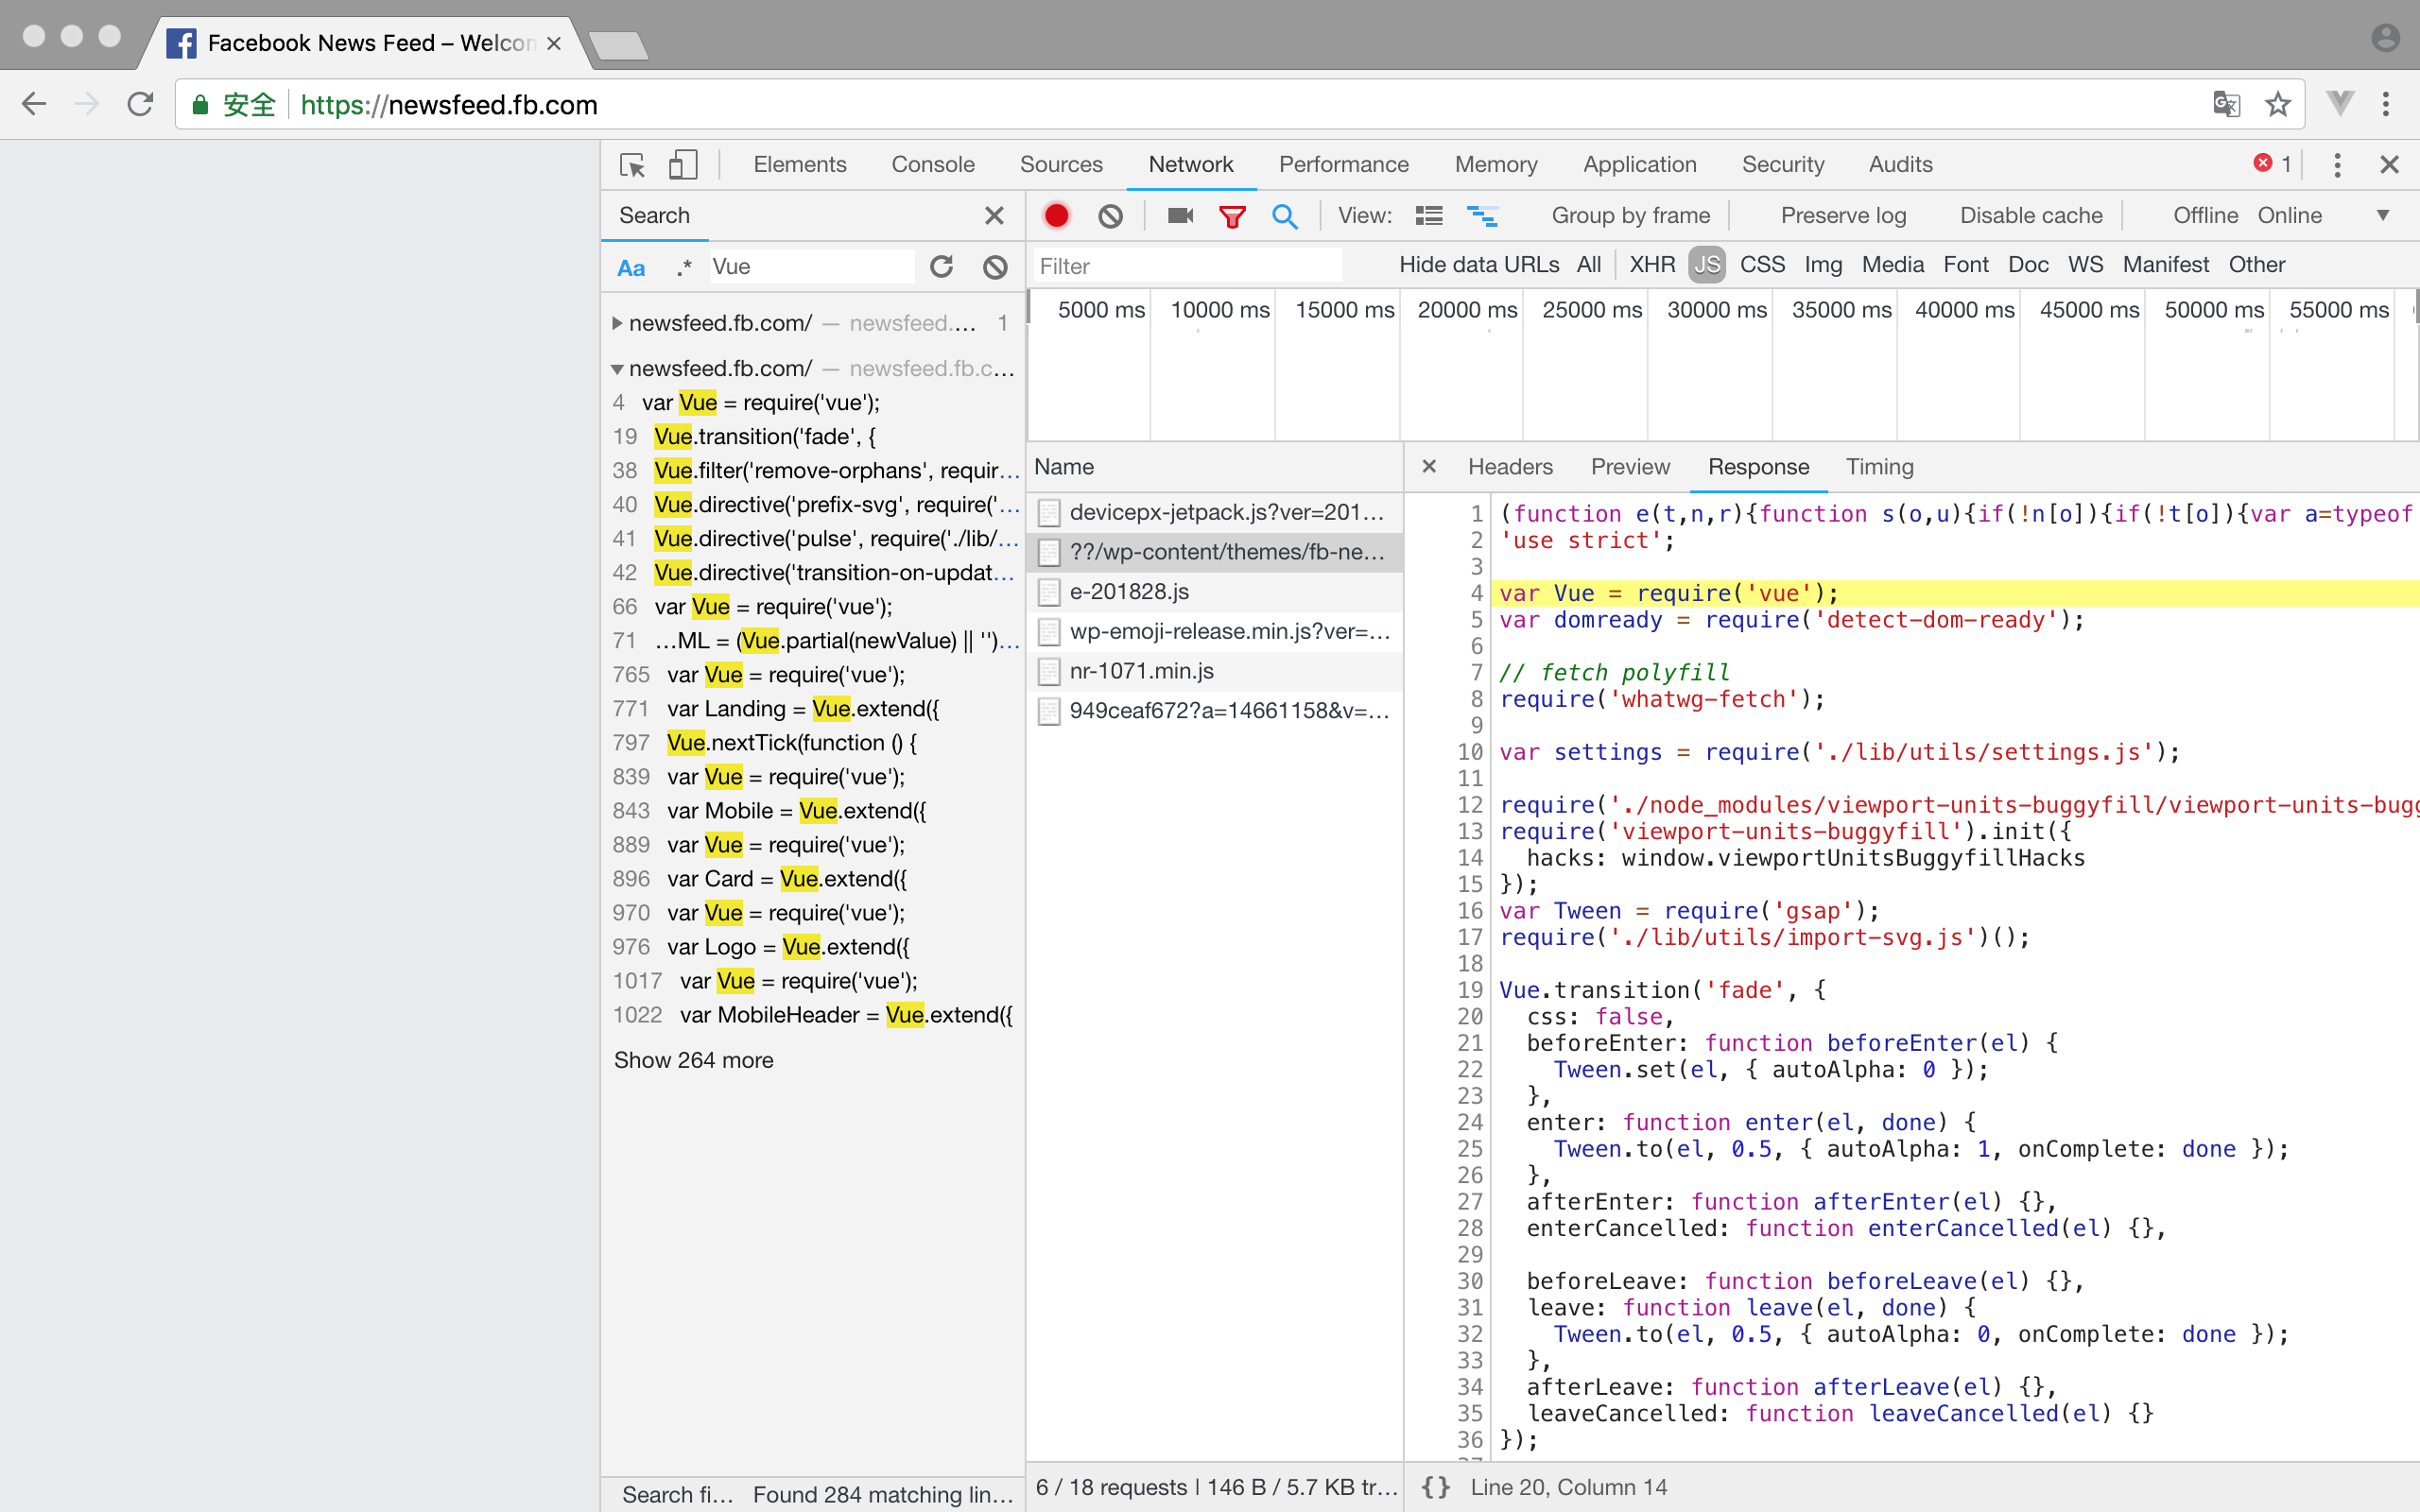 Facebook News Feed – Welcom
安全 https://newsfeed.fb.com
Elements Console Sources Network Performance Memory Application Security Audits 1
Search
View: Group by frame Preserve log Disable cache Offline Online
Aa .* Vue
Filter Hide data URLs All XHR JS CSS Img Media Font Doc WS Manifest Other
5000 ms 10000 ms 15000 ms 20000 ms 25000 ms 30000 ms 35000 ms 40000 ms 45000 ms 50000 ms 55000 ms
newsfeed.fb.com/ — newsfeed.… 1
newsfeed.fb.com/ — newsfeed.fb.c…
4 var Vue = require('vue');
19 Vue.transition('fade', {
38 Vue.filter('remove-orphans', requir…
40 Vue.directive('prefix-svg', require('…
41 Vue.directive('pulse', require('./lib/…
42 Vue.directive('transition-on-updat…
66 var Vue = require('vue');
71 …ML = (Vue.partial(newValue) || '')…
765 var Vue = require('vue');
771 var Landing = Vue.extend({
797 Vue.nextTick(function () {
839 var Vue = require('vue');
843 var Mobile = Vue.extend({
889 var Vue = require('vue');
896 var Card = Vue.extend({
970 var Vue = require('vue');
976 var Logo = Vue.extend({
1017 var Vue = require('vue');
1022 var MobileHeader = Vue.extend({
Show 264 more
Search fi… Found 284 matching lin…
Name
devicepx-jetpack.js?ver=201…
??/wp-content/themes/fb-ne…
e-201828.js
wp-emoji-release.min.js?ver=…
nr-1071.min.js
949ceaf672?a=14661158&v=…
6 / 18 requests | 146 B / 5.7 KB tr…
Headers Preview Response Timing
1 (function e(t,n,r){function s(o,u){if(!n[o]){if(!t[o]){var a=typeof
2 'use strict';
3
4 var Vue = require('vue');
5 var domready = require('detect-dom-ready');
6
7 // fetch polyfill
8 require('whatwg-fetch');
9
10 var settings = require('./lib/utils/settings.js');
11
12 require('./node_modules/viewport-units-buggyfill/viewport-units-bugg
13 require('viewport-units-buggyfill').init({
14 hacks: window.viewportUnitsBuggyfillHacks
15 });
16 var Tween = require('gsap');
17 require('./lib/utils/import-svg.js')();
18
19 Vue.transition('fade', {
20 css: false,
21 beforeEnter: function beforeEnter(el) {
22 Tween.set(el, { autoAlpha: 0 });
23 },
24 enter: function enter(el, done) {
25 Tween.to(el, 0.5, { autoAlpha: 1, onComplete: done });
26 },
27 afterEnter: function afterEnter(el) {},
28 enterCancelled: function enterCancelled(el) {},
29
30 beforeLeave: function beforeLeave(el) {},
31 leave: function leave(el, done) {
32 Tween.to(el, 0.5, { autoAlpha: 0, onComplete: done });
33 },
34 afterLeave: function afterLeave(el) {},
35 leaveCancelled: function leaveCancelled(el) {}
36 });
{} Line 20, Column 14